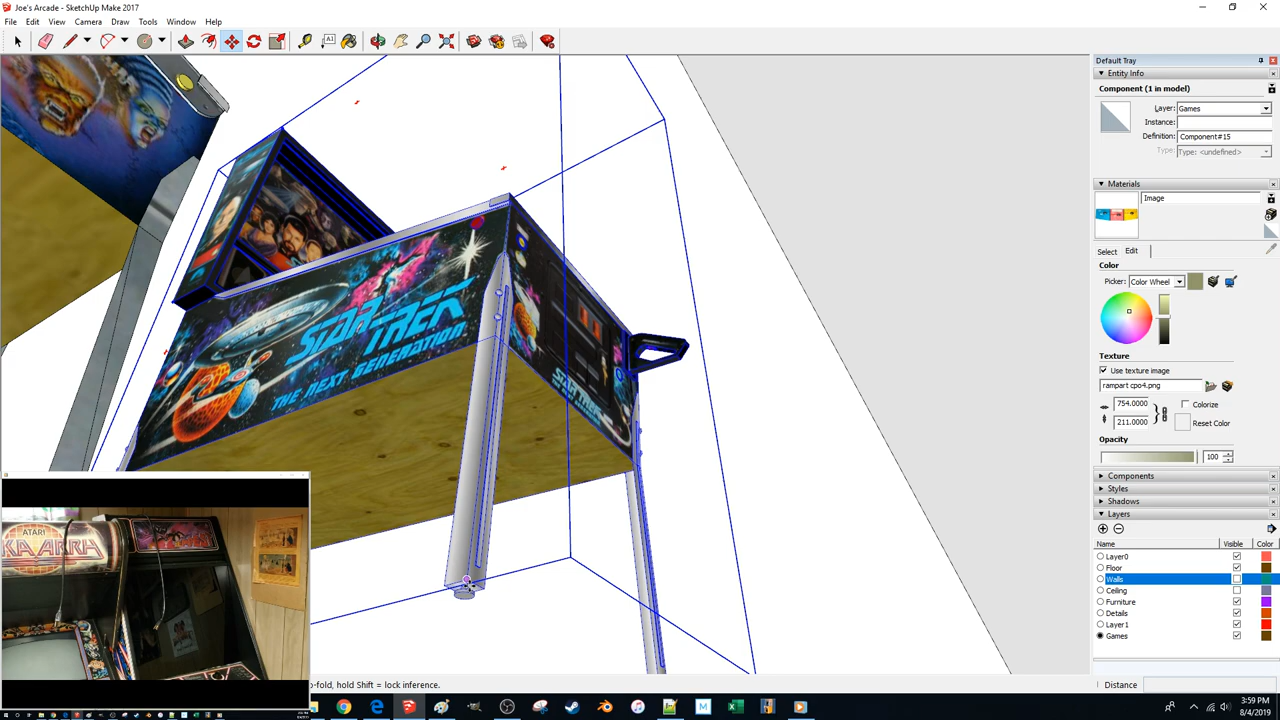 Joe's Arcade - SketchUp Make 2017
File Edit View Camera Draw Tools Window Help
Default Tray
Entity Info
Component (1 in model)
Layer: Games
Instance:
Definition: Component#15
Type: Type: <undefined>
Materials
Image
Select Edit
Color
Picker: Color Wheel
Texture
Use texture image
rampart cpo4.png
754.0000 Colorize
211.0000 Reset Color
Opacity
100
Components
Styles
Shadows
Layers
Name Visible Color
Layer0
Floor
Walls
Ceiling
Furniture
Details
Layer1
Games
STAR TREK
THE NEXT GENERATION
STAR TREK
ATARI
o-fold, hold Shift = lock inference.
Distance
3:59 PM
8/4/2019